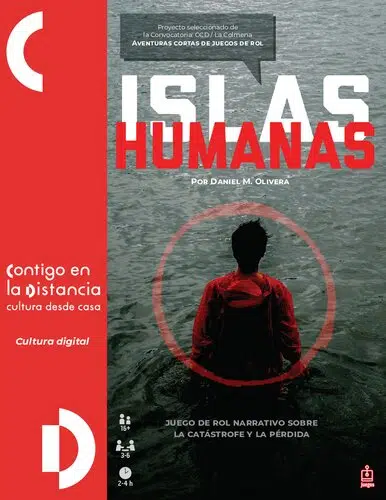 Proyecto seleccionado de
la Convocatoria OCD / La Colmena
AVENTURAS CORTAS DE JUEGOS DE ROL
ISLAS
HUMANAS
POR DANIEL M. OLIVERA
Contigo en
la Distancia
cultura desde casa
Cultura digital
JUEGO DE ROL NARRATIVO SOBRE
LA CATÁSTROFE Y LA PÉRDIDA
16+
3-6
2-4 h
juegos